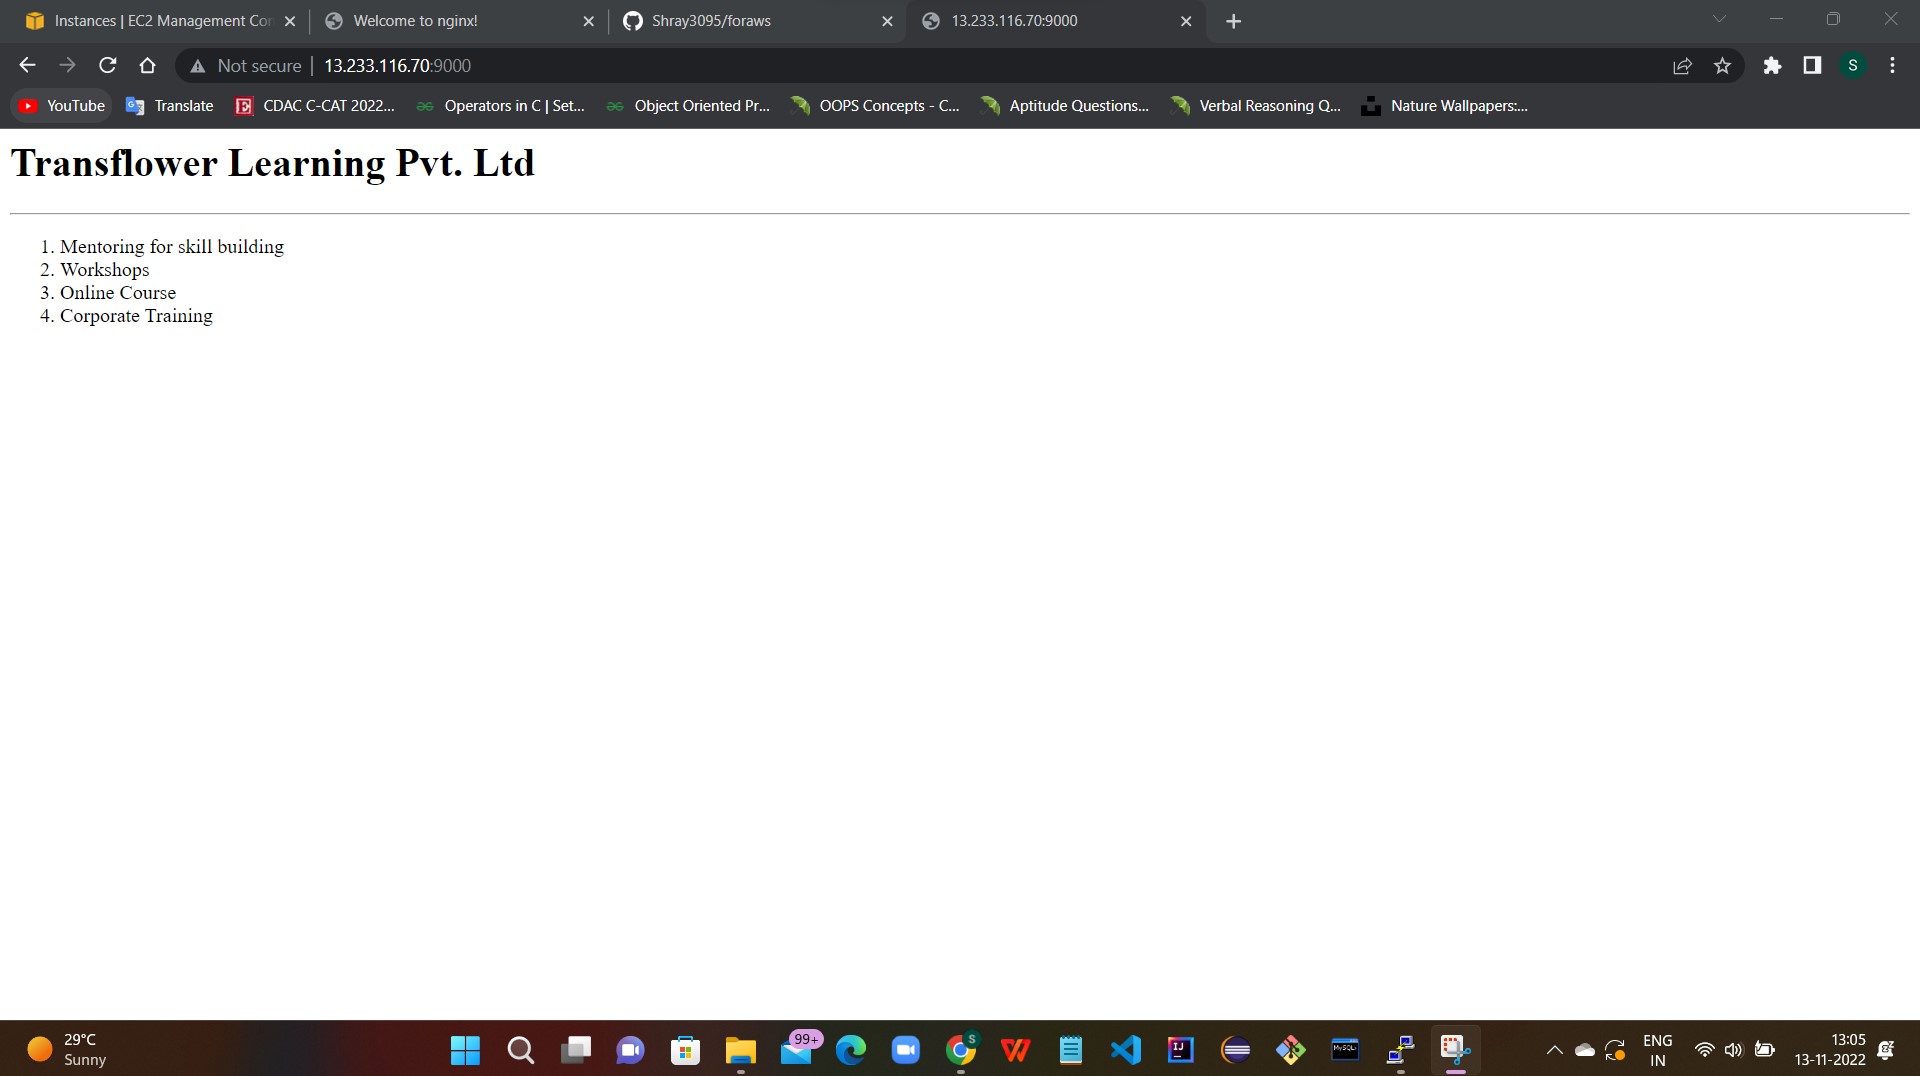 Instances | EC2 Management Con
Welcome to nginx!
Shray3095/foraws
13.233.116.70:9000
Not secure
13.233.116.70:9000
S
YouTube
Translate
CDAC C-CAT 2022...
Operators in C | Set...
Object Oriented Pr...
OOPS Concepts - C...
Aptitude Questions...
Verbal Reasoning Q...
Nature Wallpapers:...
Transflower Learning Pvt. Ltd
1. Mentoring for skill building
2. Workshops
3. Online Course
4. Corporate Training
29°C
Sunny
99+
S
IJ
MySQL
ENG
IN
13:05
13-11-2022